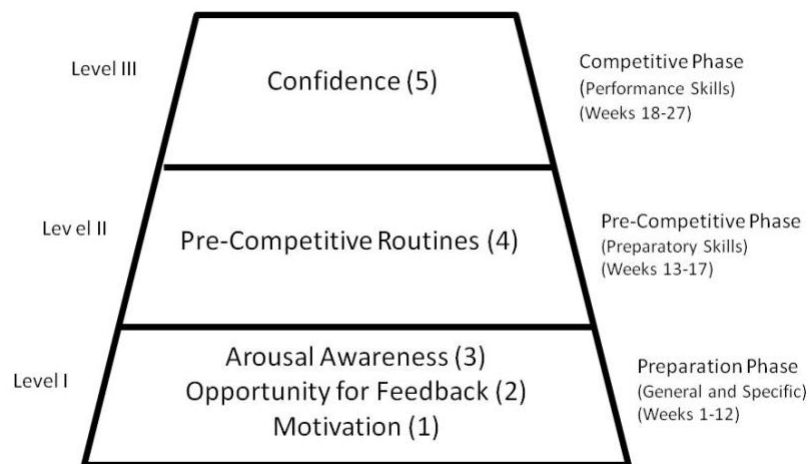 Level III
Confidence (5)
Competitive Phase
(Performance Skills)
(Weeks 18-27)
Level II
Pre-Competitive Routines (4)
Pre-Competitive Phase
(Preparatory Skills)
(Weeks 13-17)
Level I
Arousal Awareness (3)
Opportunity for Feedback (2)
Motivation (1)
Preparation Phase
(General and Specific)
(Weeks 1-12)